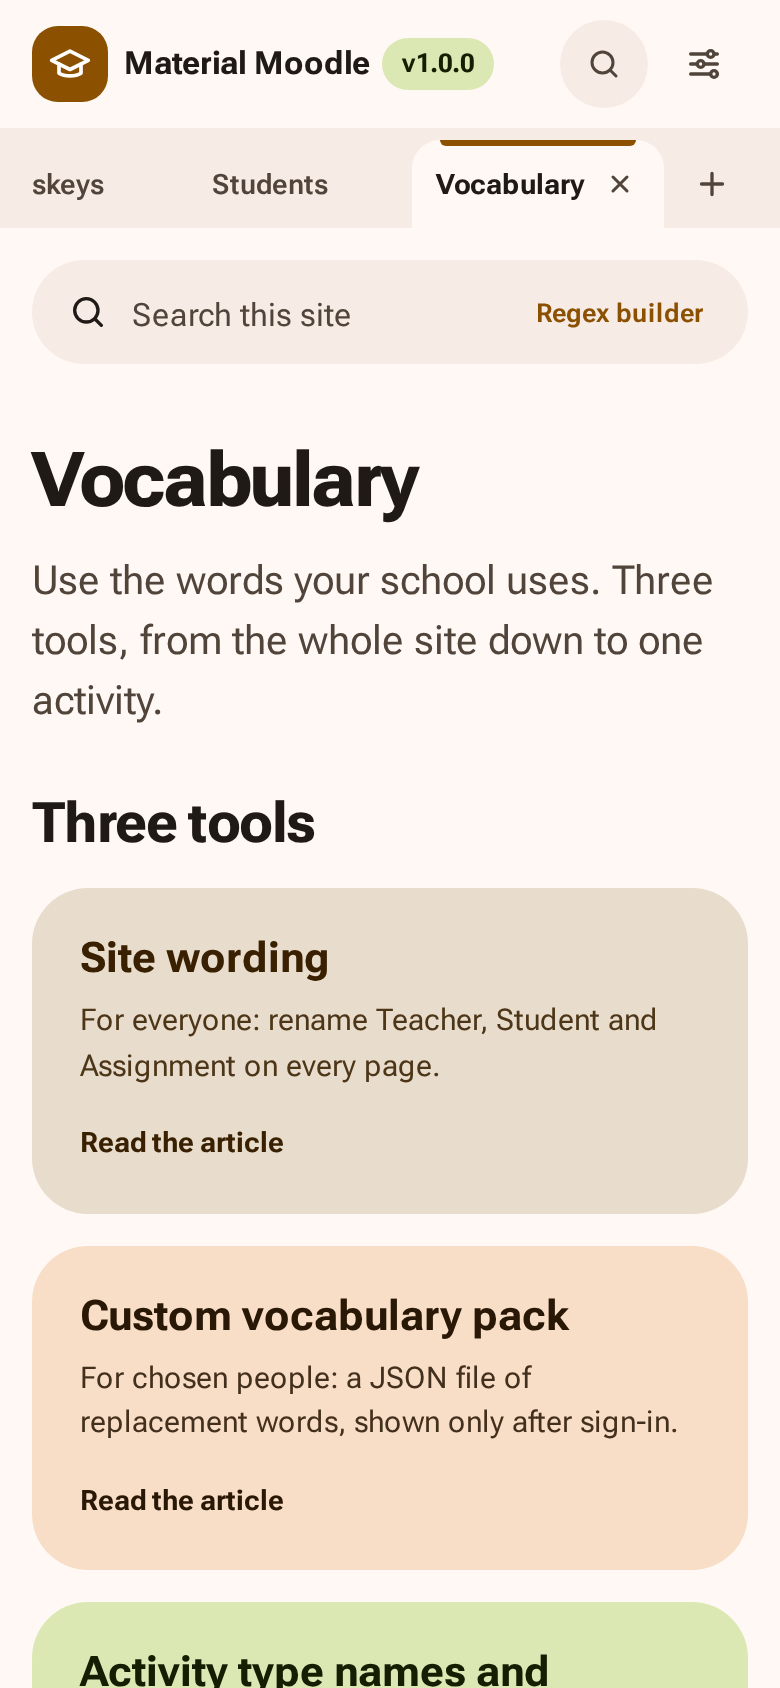 Material Moodle v1.0.0
skeys Students Vocabulary
Search this site Regex builder
Vocabulary
Use the words your school uses. Three
tools, from the whole site down to one
activity.
Three tools
Site wording
For everyone: rename Teacher, Student and
Assignment on every page.
Read the article
Custom vocabulary pack
For chosen people: a JSON file of
replacement words, shown only after sign-in.
Read the article
Activity type names and